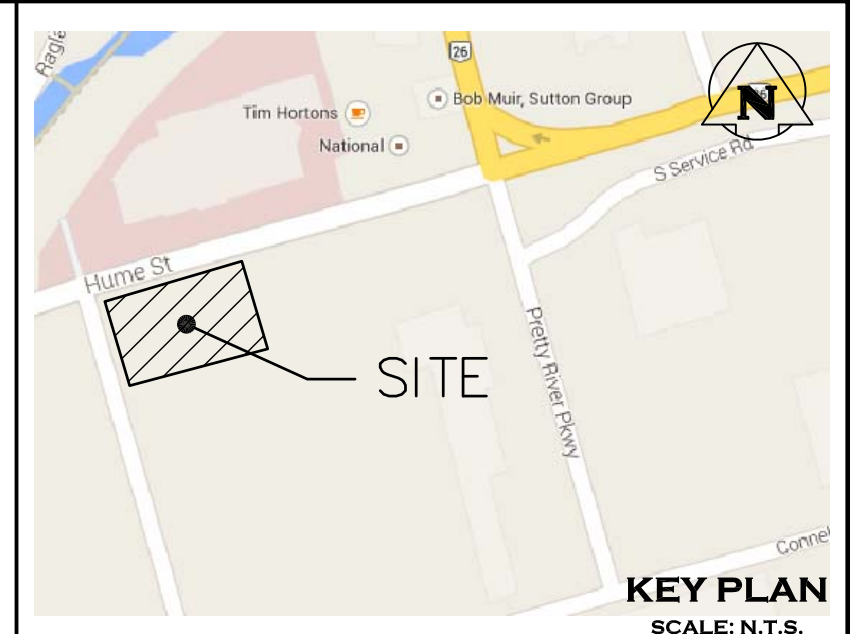 26
Tim Hortons
Bob Muir, Sutton Group
National
N
S Service Rd
Hume St
SITE
Pretty River Pkwy
KEY PLAN
SCALE: N.T.S.